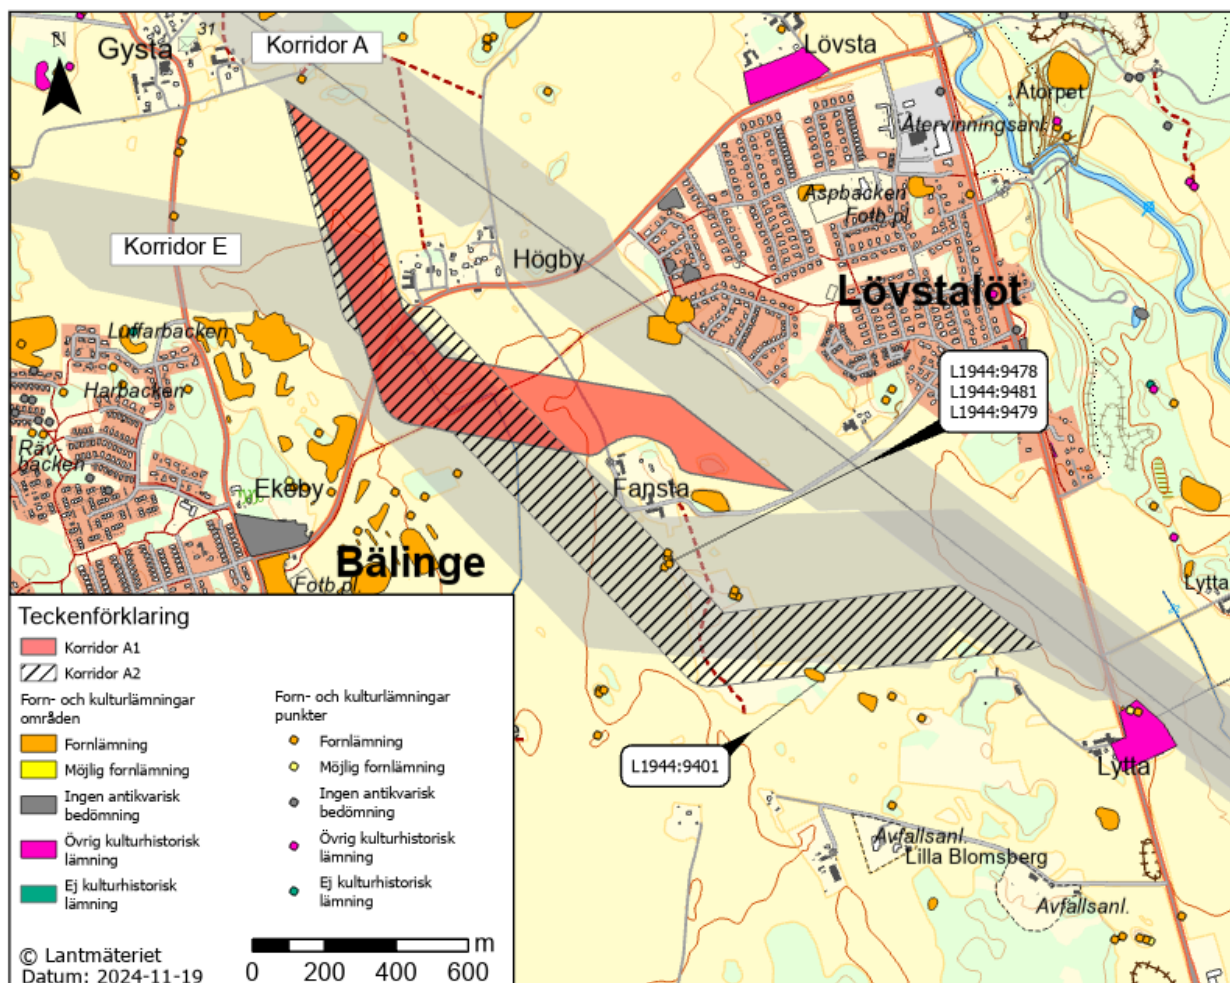 N
Gysta
31
Korridor A
Lövsta
Återvinningsanl.
Aspbacken
Fotb.pl.
Korridor E
Högby
Lövstalöt
Luffarbacken
Harbacken
Räv-
backen
L1944:9478
L1944:9481
L1944:9479
Ekeby
Fansta
Bälinge
Fotb.pl.
Lytta
L1944:9401
Lytta
Avfallsanl.
Lilla Blomsberg
Avfallsanl.
Teckenförklaring
Korridor A1
Korridor A2
Forn- och kulturlämningar
områden
Fornlämning
Möjlig fornlämning
Ingen antikvarisk
bedömning
Övrig kulturhistorisk
lämning
Ej kulturhistorisk
lämning
Forn- och kulturlämningar
punkter
Fornlämning
Möjlig fornlämning
Ingen antikvarisk
bedömning
Övrig kulturhistorisk
lämning
Ej kulturhistorisk
lämning
© Lantmäteriet
Datum: 2024-11-19
m
0 200 400 600